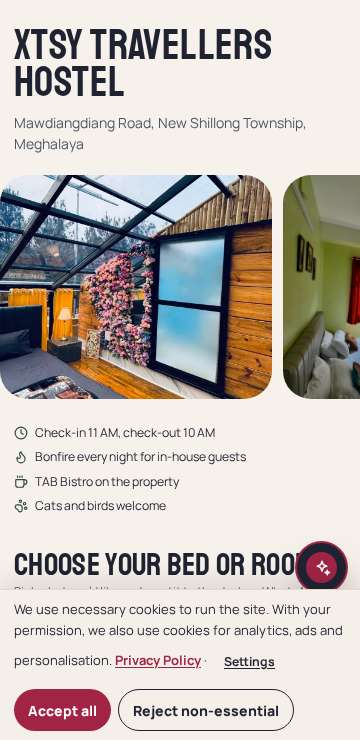 XTSY TRAVELLERS
HOSTEL
Mawdiangdiang Road, New Shillong Township,
Meghalaya
Check-in 11 AM, check-out 10 AM
Bonfire every night for in-house guests
TAB Bistro on the property
Cats and birds welcome
CHOOSE YOUR BED OR
We use necessary cookies to run the site. With your
permission, we also use cookies for analytics, ads and
personalisation. Privacy Policy · Settings
Accept all
Reject non-essential